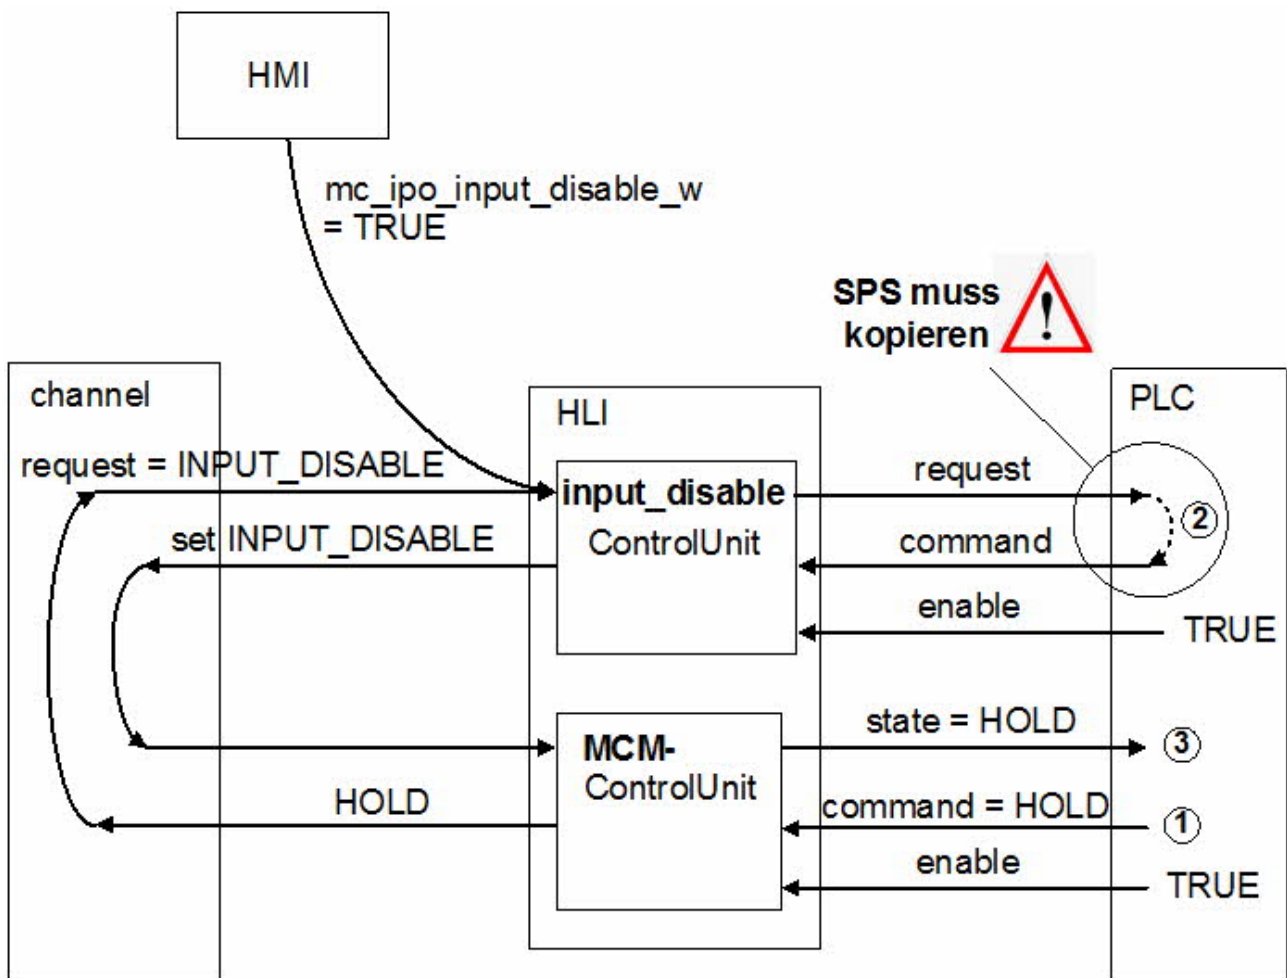 HMI
mc_ipo_input_disable_w
= TRUE
SPS muss
kopieren
!
channel
HLI
PLC
request = INPUT_DISABLE
input_disable
ControlUnit
request
2
set INPUT_DISABLE
command
enable
TRUE
MCM-
ControlUnit
state = HOLD
3
HOLD
command = HOLD
1
enable
TRUE